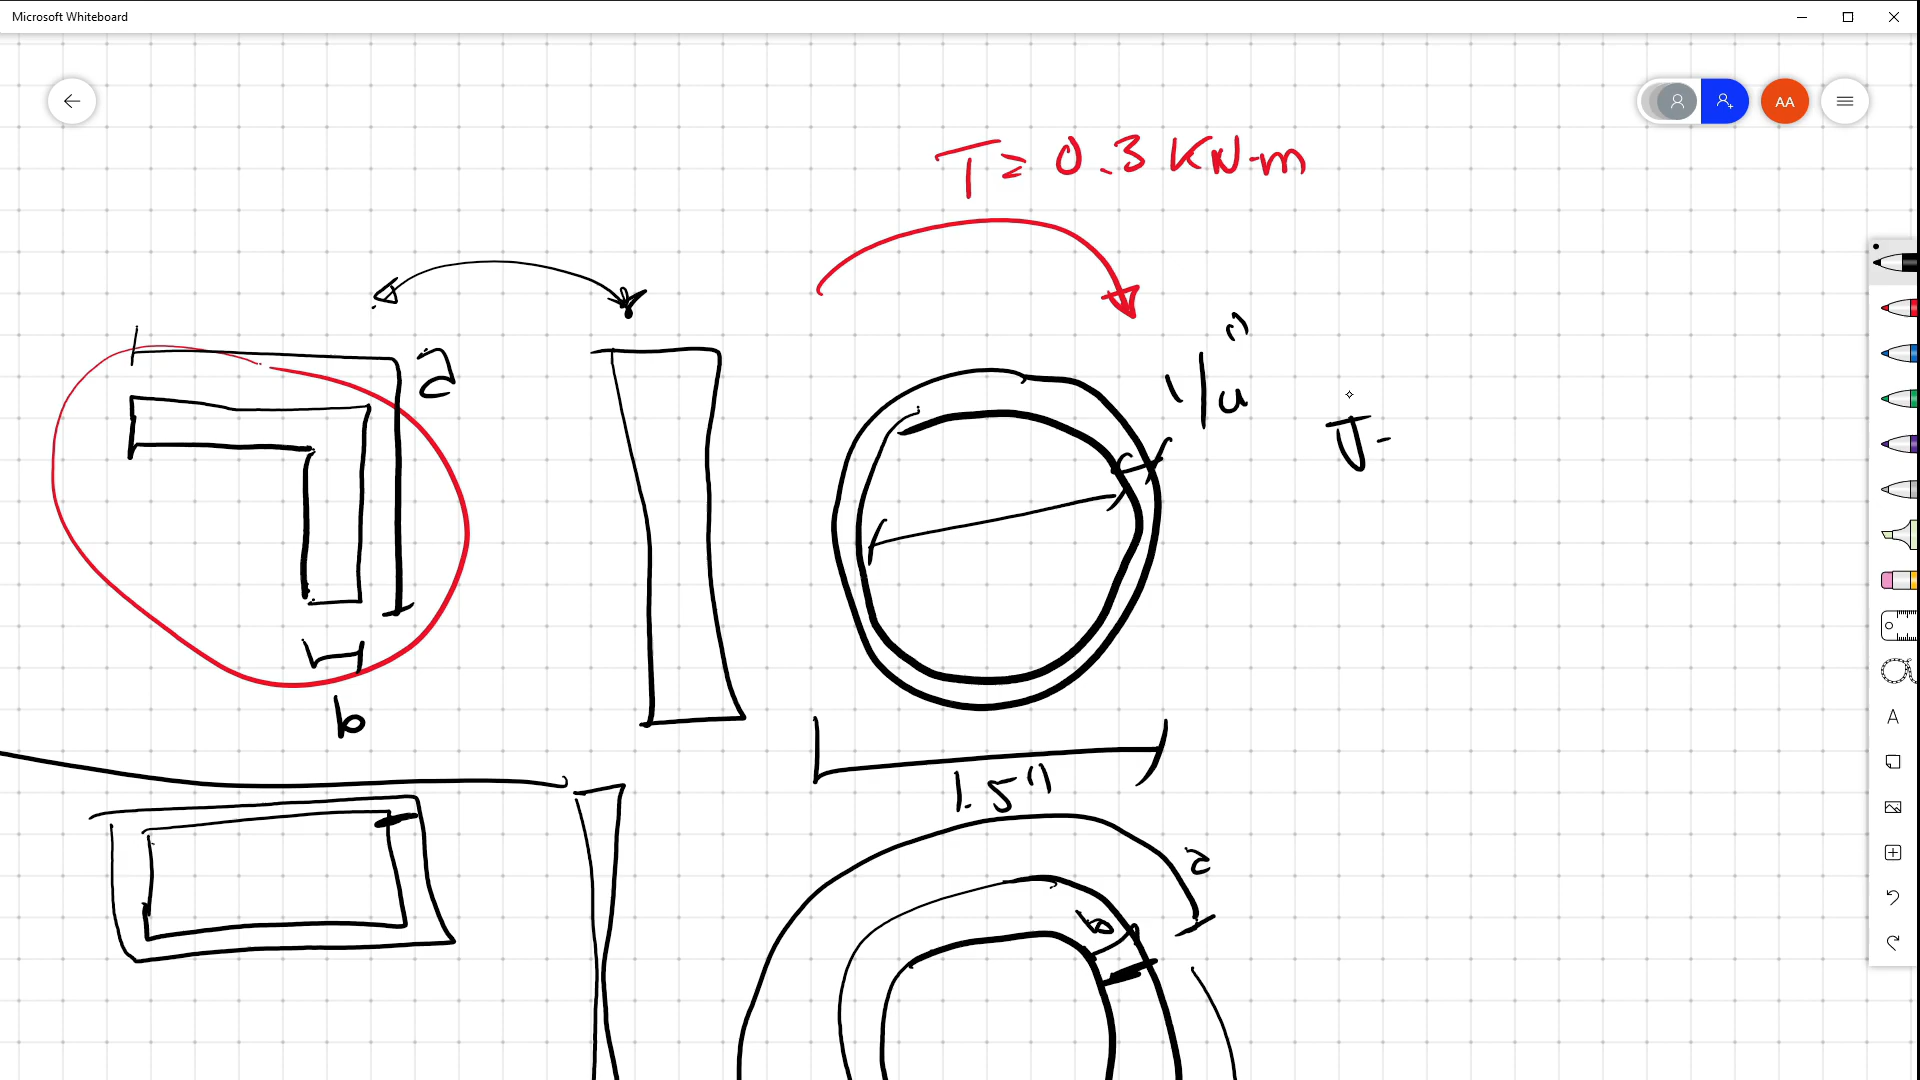 Microsoft Whiteboard
AA
T = 0.3 KN-m
a
1/4"
J-
b
1.5"
a
b
A